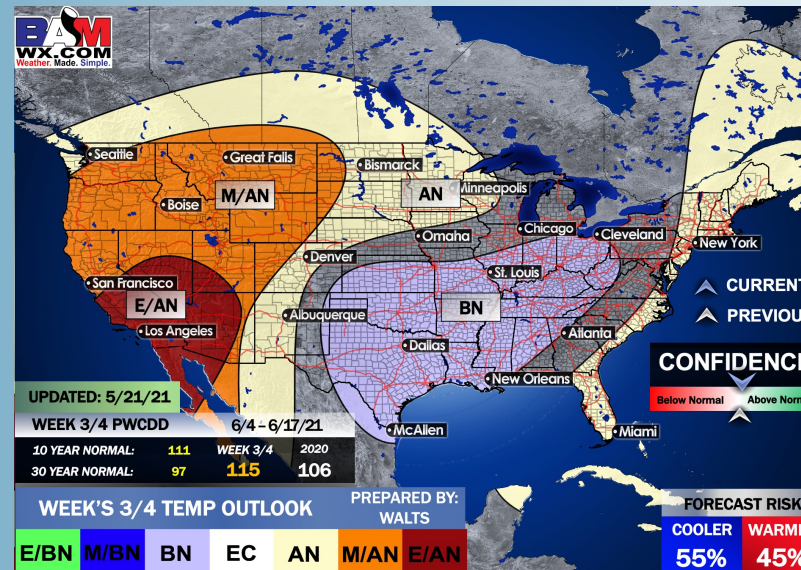 BAM
WX.COM
Weather. Made. Simple.
Seattle
Great Falls
Bismarck
M/AN
AN
Minneapolis
Boise
Omaha
Chicago
Cleveland
New York
Denver
San Francisco
St. Louis
E/AN
BN
Albuquerque
Los Angeles
Dallas
Atlanta
New Orleans
McAllen
Miami
CURRENT
PREVIOU
CONFIDENC
Below Normal Above Norm
UPDATED: 5/21/21
WEEK 3/4 PWCDD 6/4 – 6/17/21
10 YEAR NORMAL: 111 WEEK 3/4 2020
30 YEAR NORMAL: 97 115 106
WEEK'S 3/4 TEMP OUTLOOK
PREPARED BY:
WALTS
E/BN M/BN BN EC AN M/AN E/AN
FORECAST RISK
COOLER WARM
55% 45%